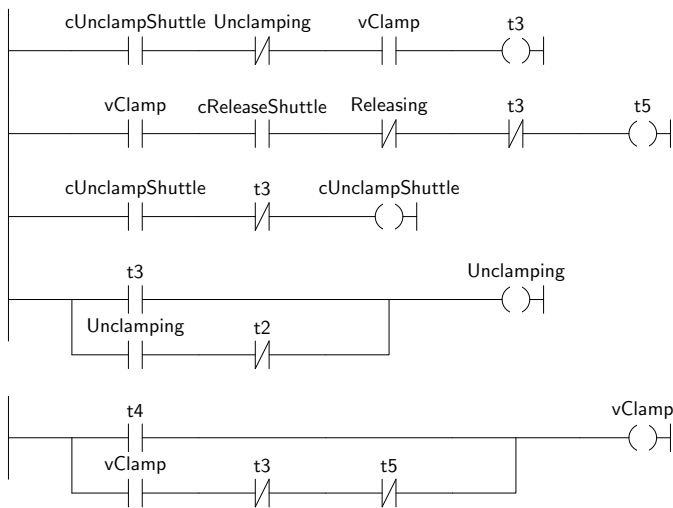 cUnclampShuttle Unclamping vClamp t3
vClamp cReleaseShuttle Releasing t3 t5
cUnclampShuttle t3 cUnclampShuttle
t3 Unclamping
Unclamping t2
t4 vClamp
vClamp t3 t5